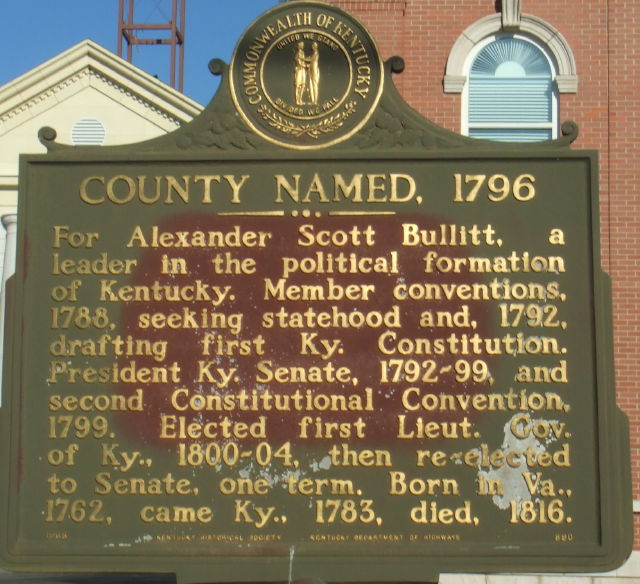 COMMONWEALTH OF KENTUCKY
UNITED WE STAND
DIVIDED WE FALL
COUNTY NAMED, 1796
For Alexander Scott Bullitt, a
leader in the political formation
of Kentucky. Member conventions,
1788, seeking statehood and, 1792,
drafting first Ky. Constitution.
President Ky. Senate, 1792-99, and
second Constitutional Convention,
1799. Elected first Lieut. Gov.
of Ky., 1800-04, then re-elected
to Senate, one term. Born in Va.,
1762, came Ky., 1783, died, 1816.
KENTUCKY HISTORICAL SOCIETY KENTUCKY DEPARTMENT OF HIGHWAYS